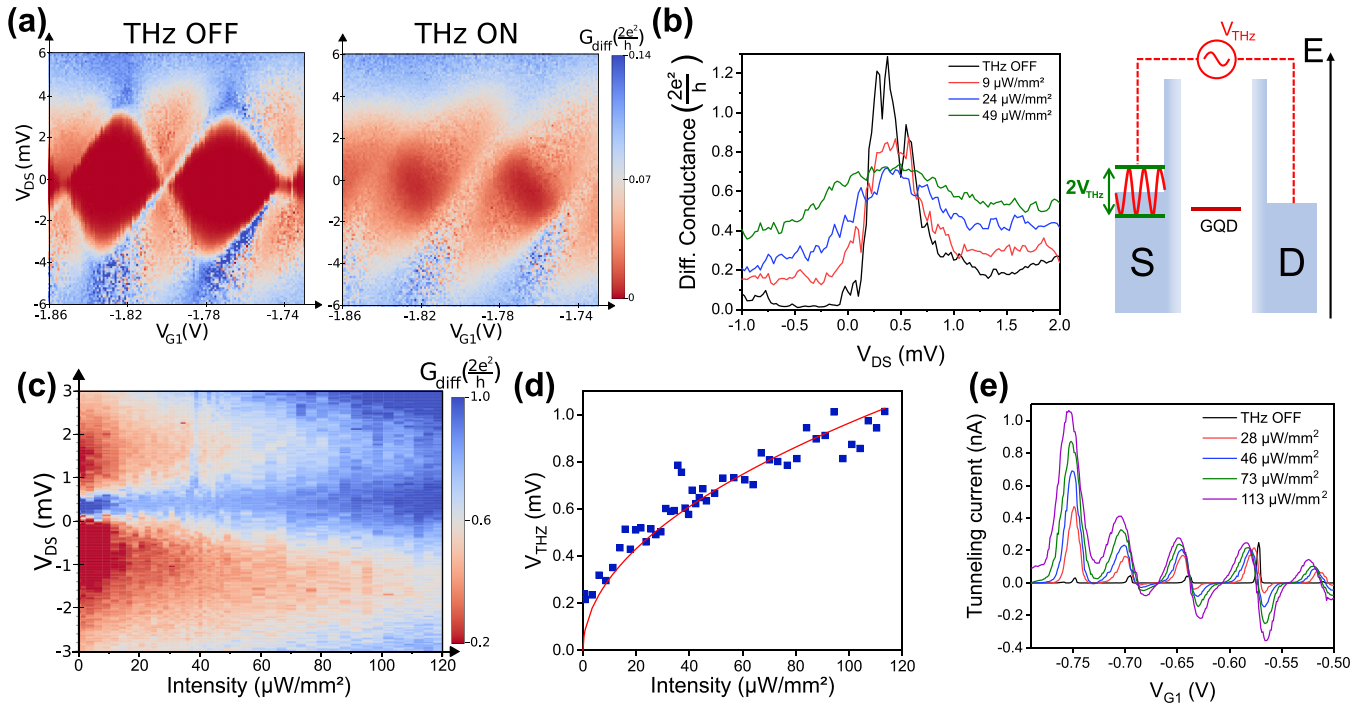 (a)
THz OFF
THz ON
G_diff(2e²/h)
0.14
0.07
0
V_DS (mV)
6
4
2
0
-2
-4
-6
-1.86
-1.82
-1.78
-1.74
V_G1(V)
6
4
2
0
-2
-4
-6
-1.86
-1.82
-1.78
-1.74
V_G1(V)
(b)
Diff. Conductance (2e²/h)
1.2
1.0
0.8
0.6
0.4
0.2
0.0
-1.0
-0.5
0.0
0.5
1.0
1.5
2.0
V_DS (mV)
THz OFF
9 µW/mm²
24 µW/mm²
49 µW/mm²
V_THz
E
2V_THz
GQD
S
D
(c)
G_diff(2e²/h)
1.0
0.6
0.2
V_DS (mV)
3
2
1
0
-1
-2
-3
0
20
40
60
80
100
120
Intensity (µW/mm²)
(d)
V_THZ (mV)
1.0
0.8
0.6
0.4
0.2
0.0
0
20
40
60
80
100
120
Intensity (µW/mm²)
(e)
Tunneling current (nA)
1.0
0.8
0.6
0.4
0.2
0.0
-0.2
-0.4
-0.75
-0.70
-0.65
-0.60
-0.55
-0.50
V_G1 (V)
THz OFF
28 µW/mm²
46 µW/mm²
73 µW/mm²
113 µW/mm²